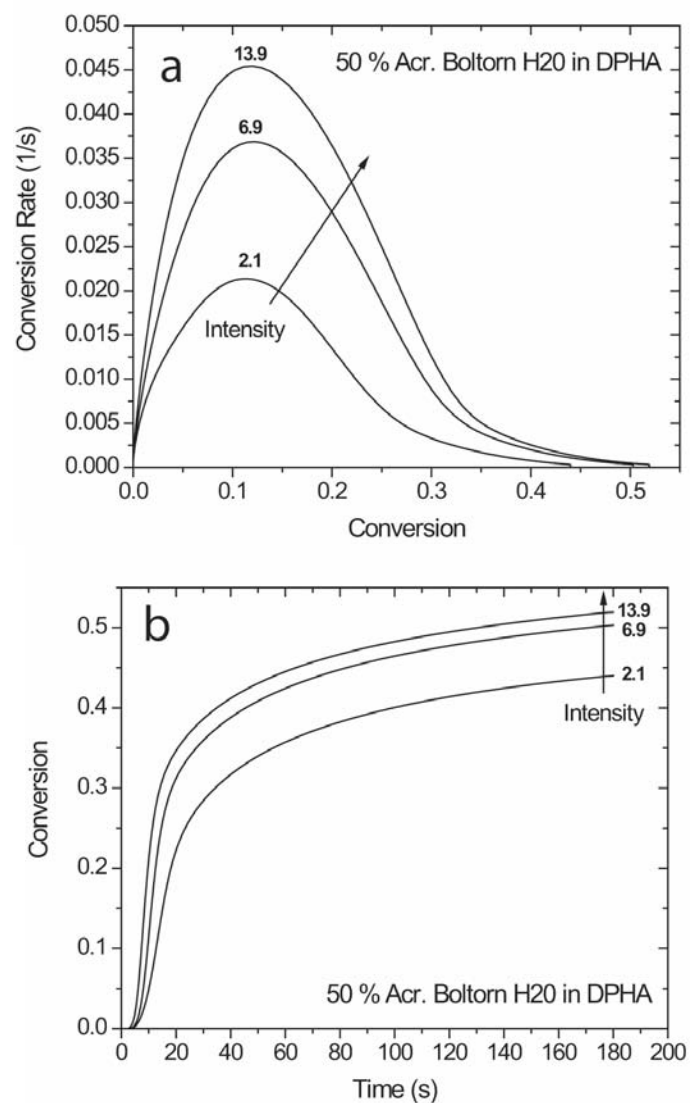 a
50 % Acr. Boltorn H20 in DPHA
13.9
6.9
2.1
Intensity
Conversion Rate (1/s)
0.050
0.045
0.040
0.035
0.030
0.025
0.020
0.015
0.010
0.005
0.000
0.0 0.1 0.2 0.3 0.4 0.5
Conversion
b
13.9
6.9
2.1
Intensity
50 % Acr. Boltorn H20 in DPHA
Conversion
0.5
0.4
0.3
0.2
0.1
0.0
0 20 40 60 80 100 120 140 160 180 200
Time (s)